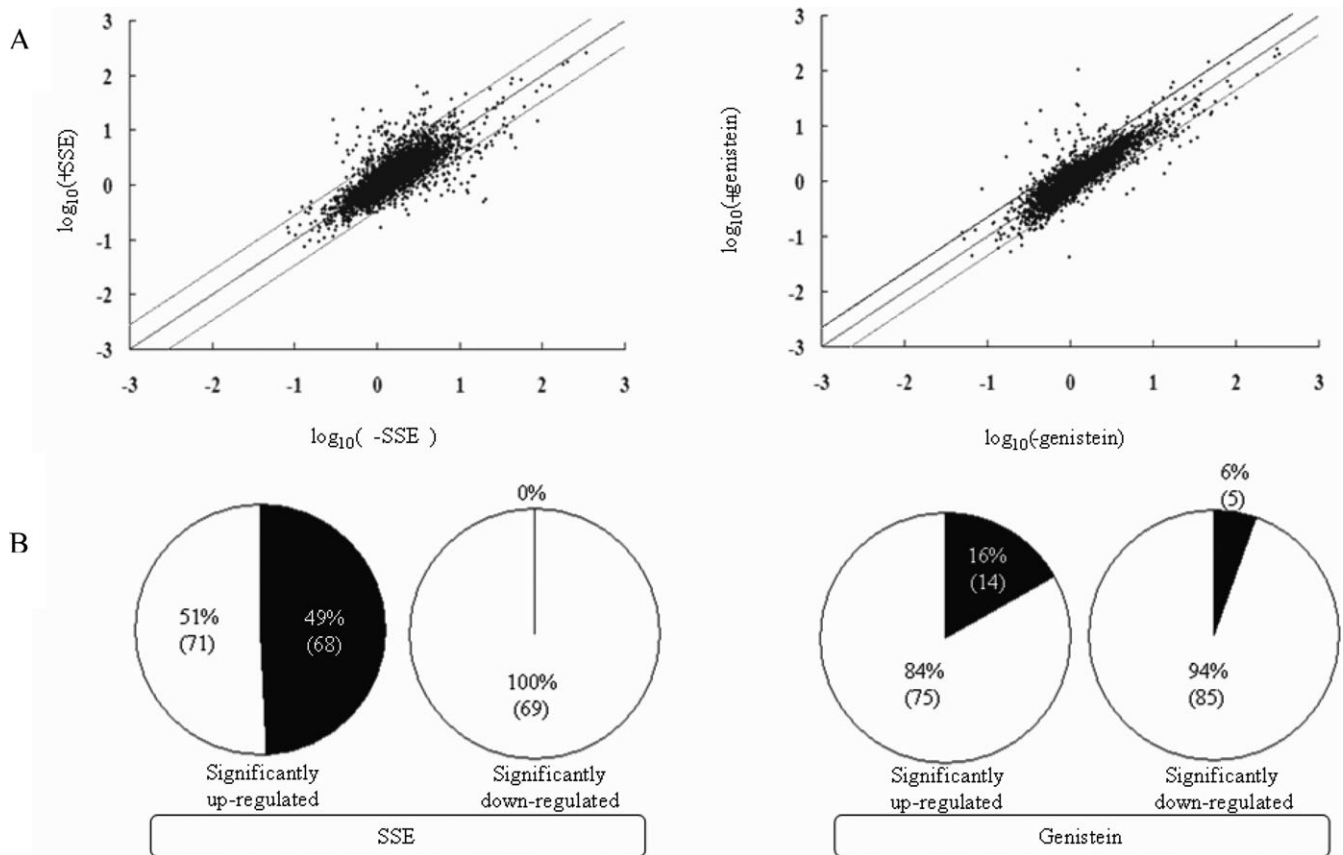 A
3
2
1
0
-1
-2
-3
-3 -2 -1 0 1 2 3
log10(+SSE)
log10( -SSE )
3
2
1
0
-1
-2
-3
-3 -2 -1 0 1 2 3
log10(+genistein)
log10(-genistein)
B
51%
(71)
49%
(68)
Significantly
up-regulated
0%
100%
(69)
Significantly
down-regulated
SSE
16%
(14)
84%
(75)
Significantly
up-regulated
6%
(5)
94%
(85)
Significantly
down-regulated
Genistein